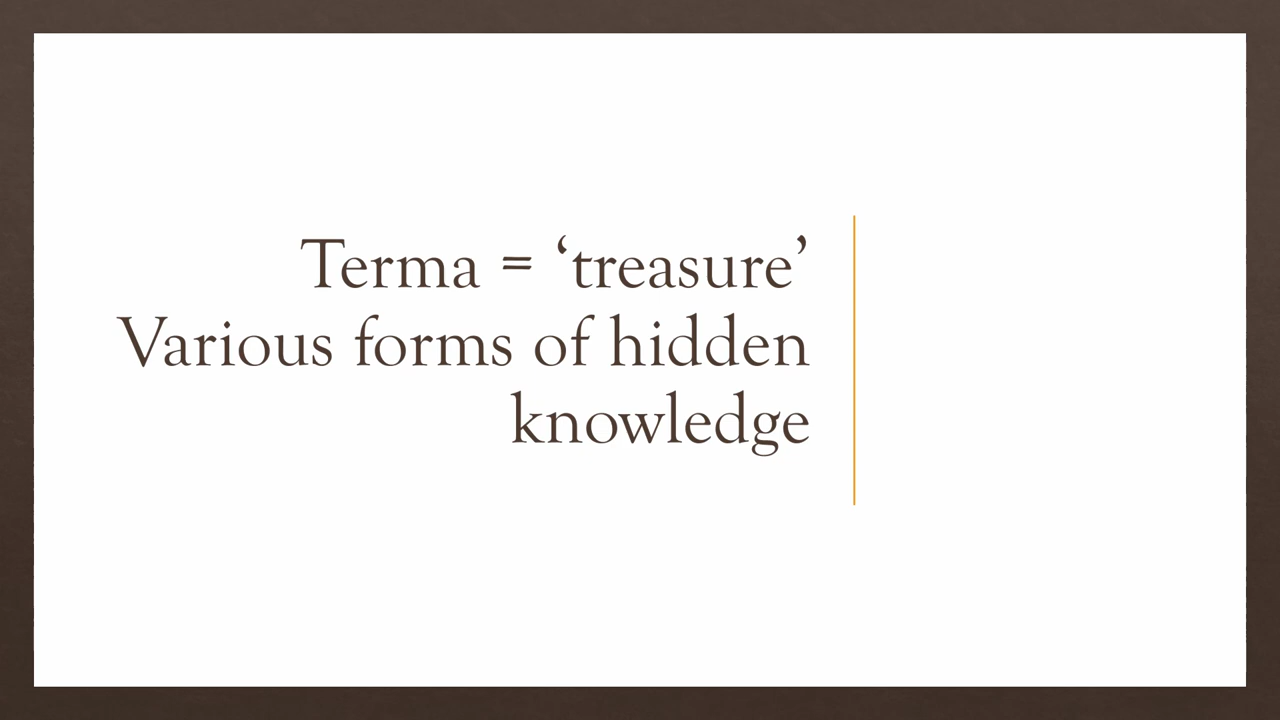 Terma = ‘treasure’
Various forms of hidden
knowledge